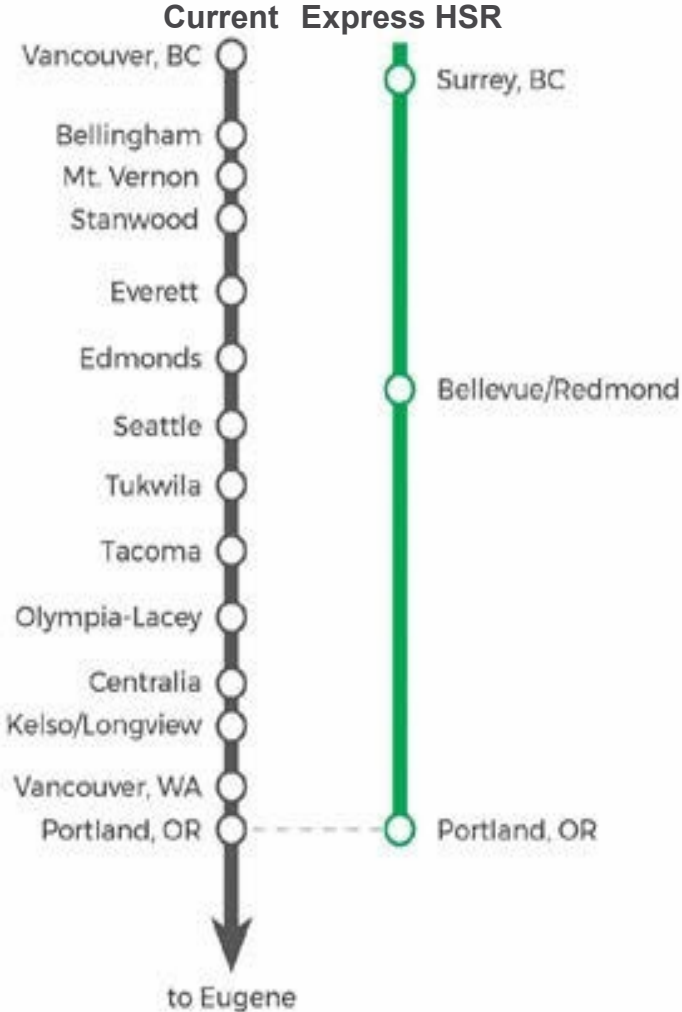 Current Express HSR
Vancouver, BC
Surrey, BC
Bellingham
Mt. Vernon
Stanwood
Everett
Edmonds
Bellevue/Redmond
Seattle
Tukwila
Tacoma
Olympia-Lacey
Centralia
Kelso/Longview
Vancouver, WA
Portland, OR
Portland, OR
to Eugene